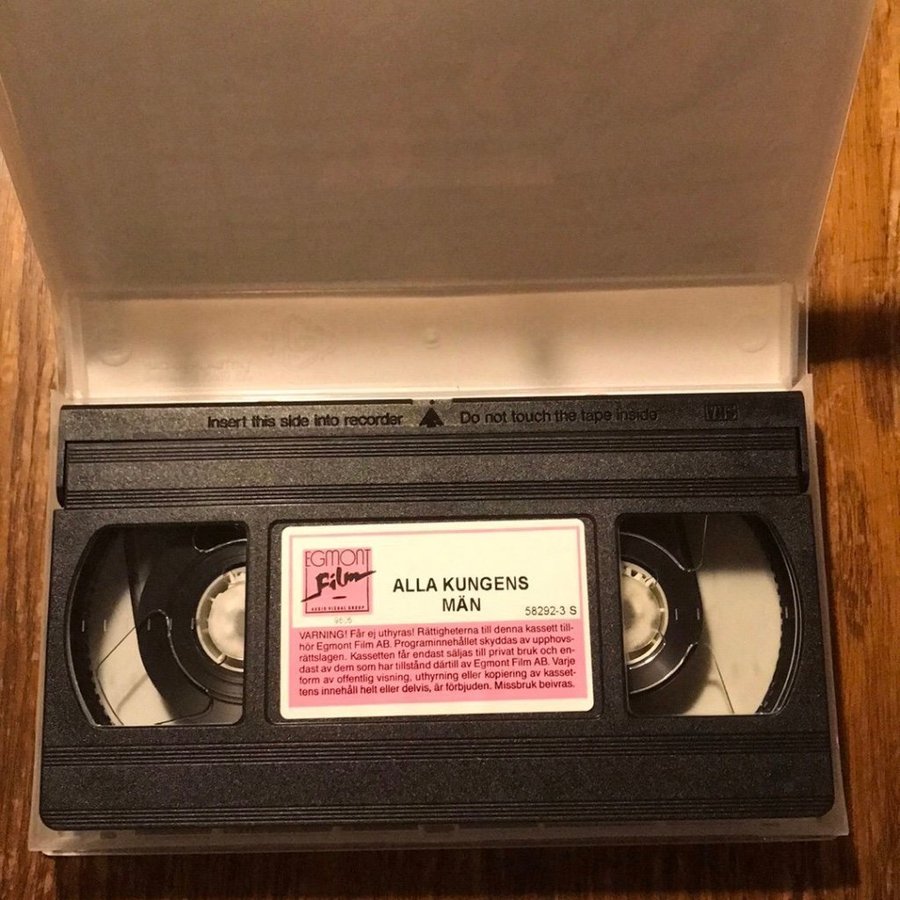 Insert this side into recorder Do not touch the tape inside VHS
EGMONT
Film
AUDIO VISUAL GROUP
ALLA KUNGENS
MÄN
58292-3 S
VARNING! Får ej uthyras! Rättigheterna till denna kassett till-
hör Egmont Film AB. Programinnehållet skyddas av upphovs-
rättslagen. Kassetten får endast säljas till privat bruk och en-
dast av dem som har tillstånd därtill av Egmont Film AB. Varje
form av offentlig visning, uthyrning eller kopiering av kasset-
tens innehåll helt eller delvis, är förbjuden. Missbruk beivras.